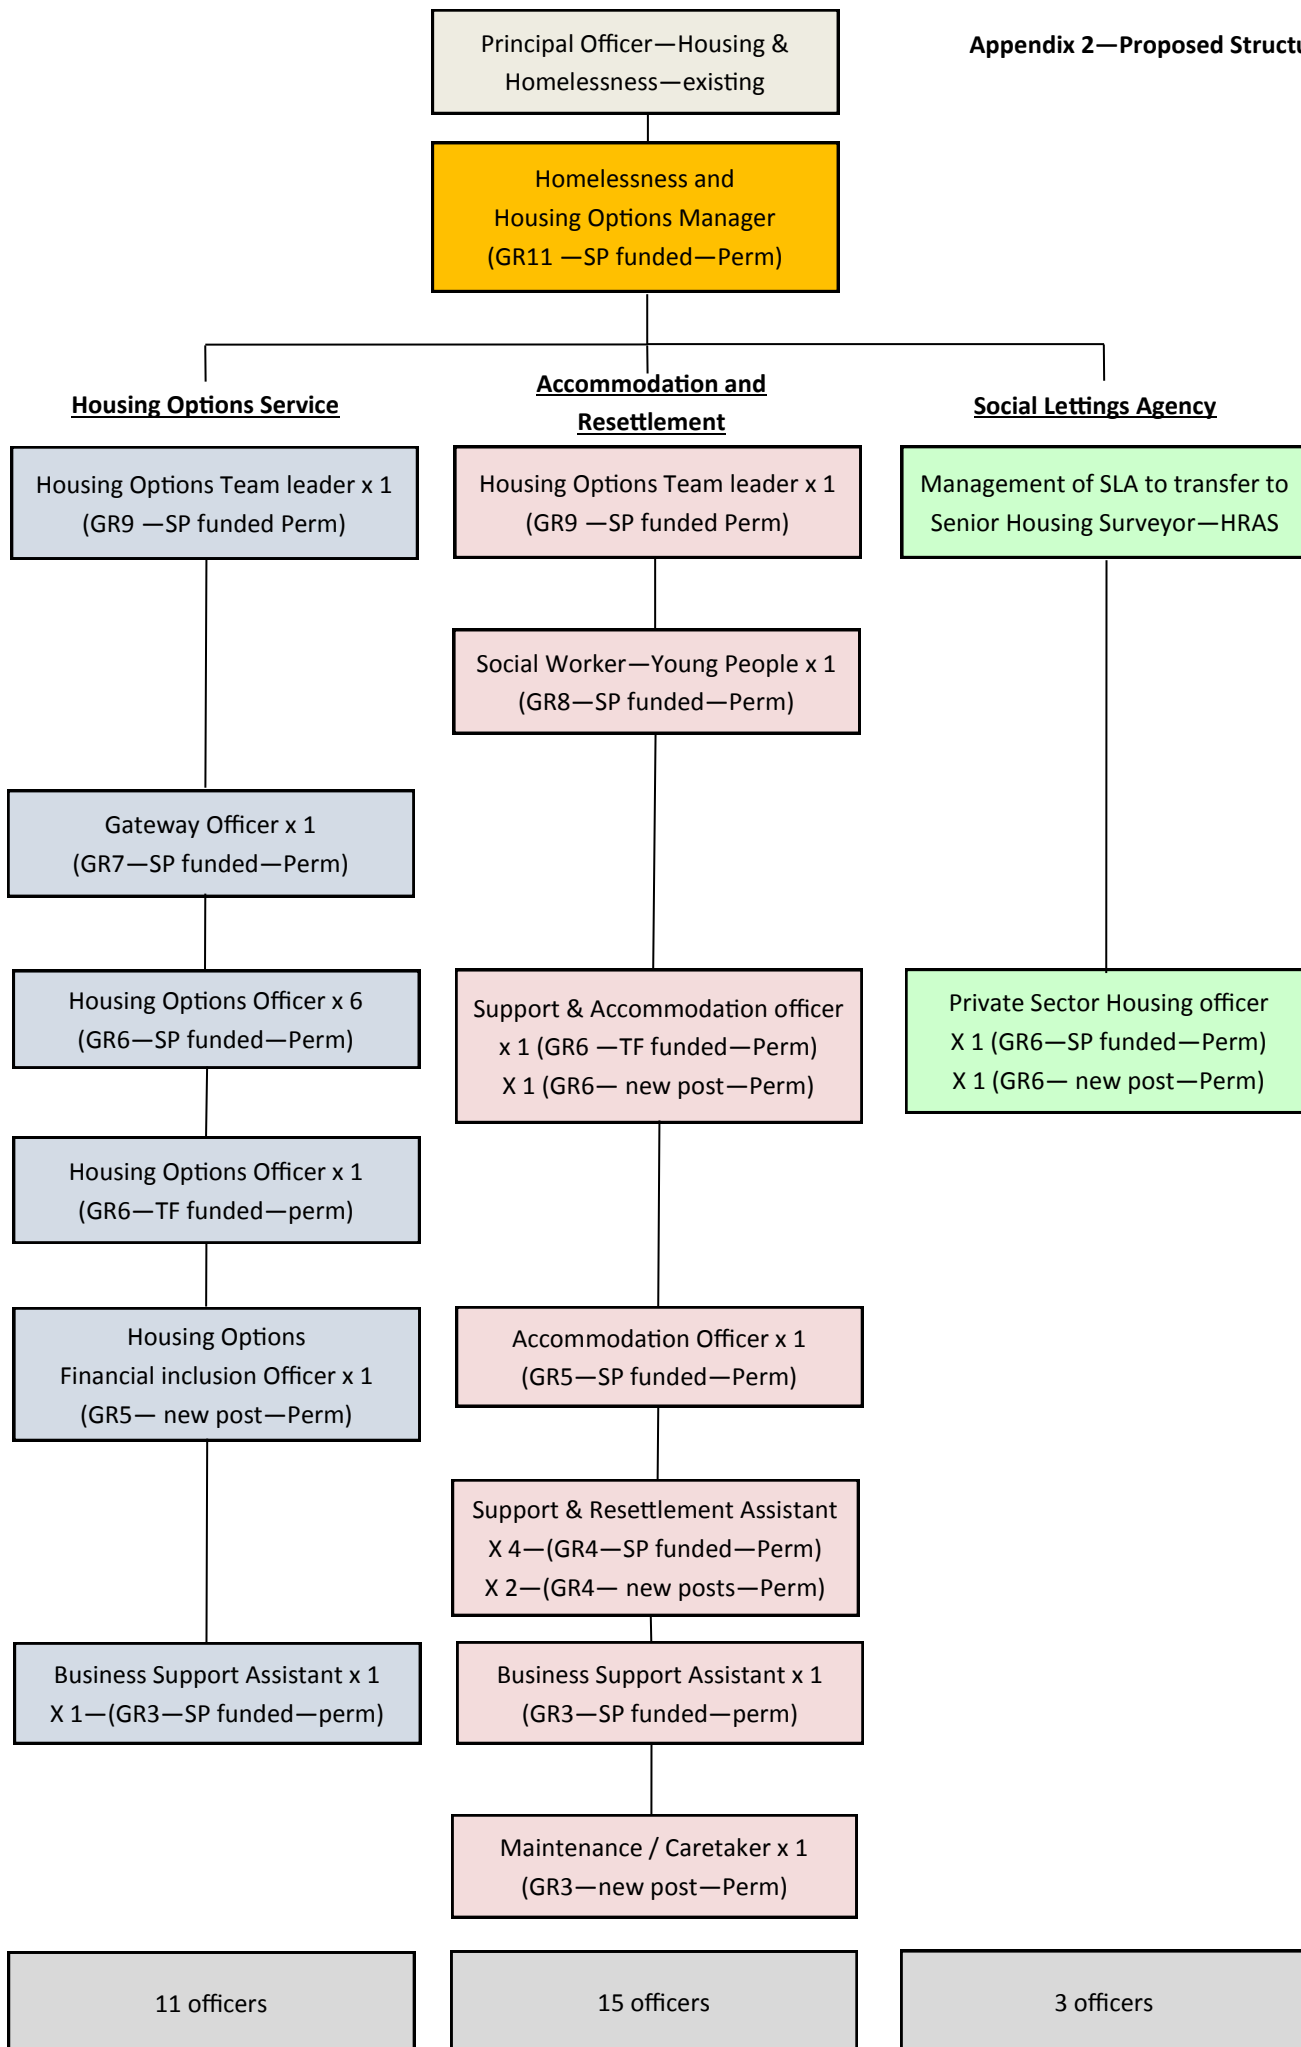 Principal Officer—Housing &
Homelessness—existing
Appendix 2—Proposed
Homelessness and
Housing Options Manager
(GR11 —SP funded—Perm)
Housing Options Service
Housing Options Team leader x 1
(GR9 —SP funded Perm)
Gateway Officer x 1
(GR7—SP funded—Perm)
Housing Options Officer x 6
(GR6—SP funded—Perm)
Housing Options Officer x 1
(GR6—TF funded—perm)
Housing Options
Financial inclusion Officer x 1
(GR5— new post—Perm)
Business Support Assistant x 1
X 1—(GR3—SP funded—perm)
11 officers
Accommodation and
Resettlement
Housing Options Team leader x 1
(GR9 —SP funded Perm)
Social Worker—Young People x 1
(GR8—SP funded—Perm)
Support & Accommodation officer
x 1 (GR6 —TF funded—Perm)
X 1 (GR6— new post—Perm)
Accommodation Officer x 1
(GR5—SP funded—Perm)
Support & Resettlement Assistant
X 4—(GR4—SP funded—Perm)
X 2—(GR4— new posts—Perm)
Business Support Assistant x 1
(GR3—SP funded—perm)
Maintenance / Caretaker x 1
(GR3—new post—Perm)
15 officers
Social Lettings Agency
Management of SLA to transfer to
Senior Housing Surveyor—HRAS
Private Sector Housing officer
X 1 (GR6—SP funded—Perm)
X 1 (GR6— new post—Perm)
3 officers